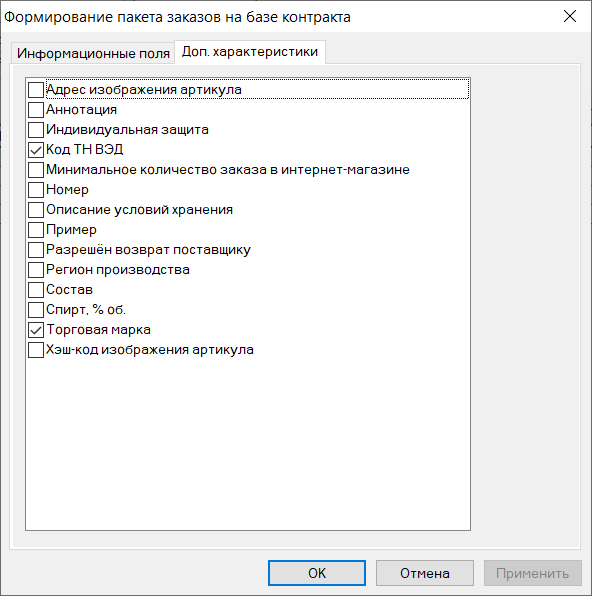 Формирование пакета заказов на базе контракта
Информационные поля
Доп. характеристики
Адрес изображения артикула
Аннотация
Индивидуальная защита
Код ТН ВЭД
Минимальное количество заказа в интернет-магазине
Номер
Описание условий хранения
Пример
Разрешён возврат поставщику
Регион производства
Состав
Спирт, % об.
Торговая марка
Хэш-код изображения артикула
ОК
Отмена
Применить